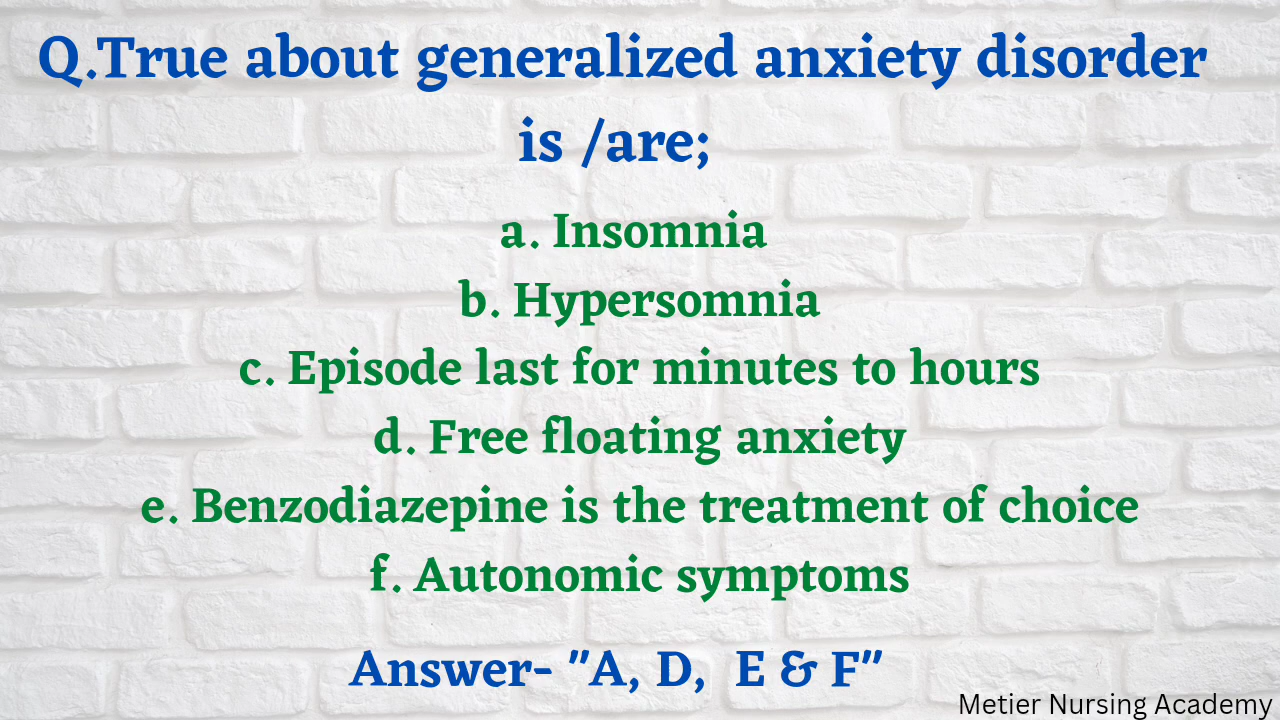 Q.True about generalized anxiety disorder
is /are;
a. Insomnia
b. Hypersomnia
c. Episode last for minutes to hours
d. Free floating anxiety
e. Benzodiazepine is the treatment of choice
f. Autonomic symptoms
Answer- "A, D,  E & F"
Metier Nursing Academy